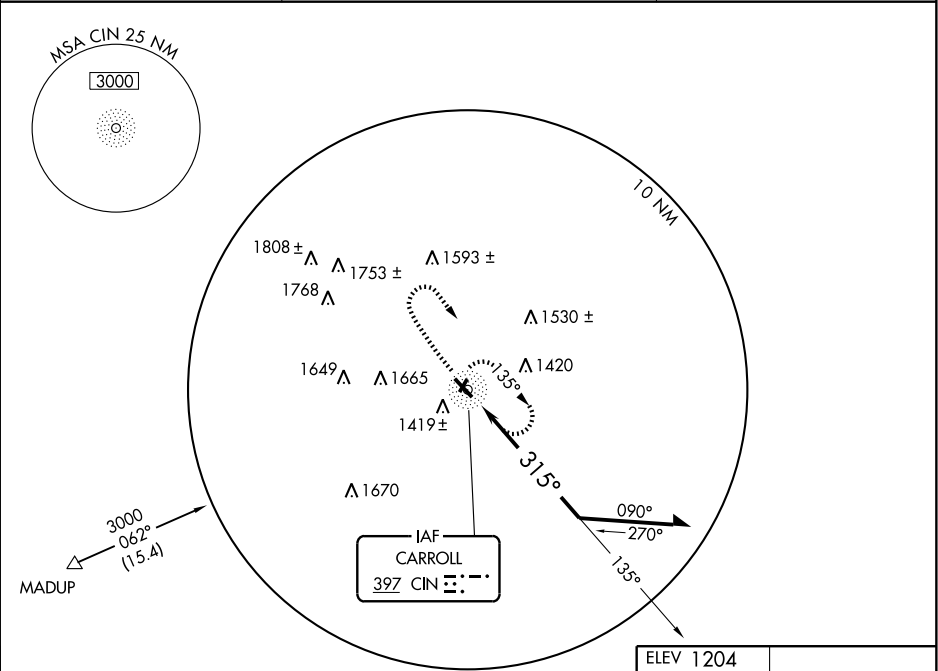 MSA CIN 25 NM
3000
10 NM
1808 ±
1753 ±
1593 ±
1768
1530 ±
1649
1665
1420
135°
1419 ±
315°
1670
090°
270°
135°
3000
062°
(15.4)
MADUP
IAF
CARROLL
397 CIN
ELEV 1204